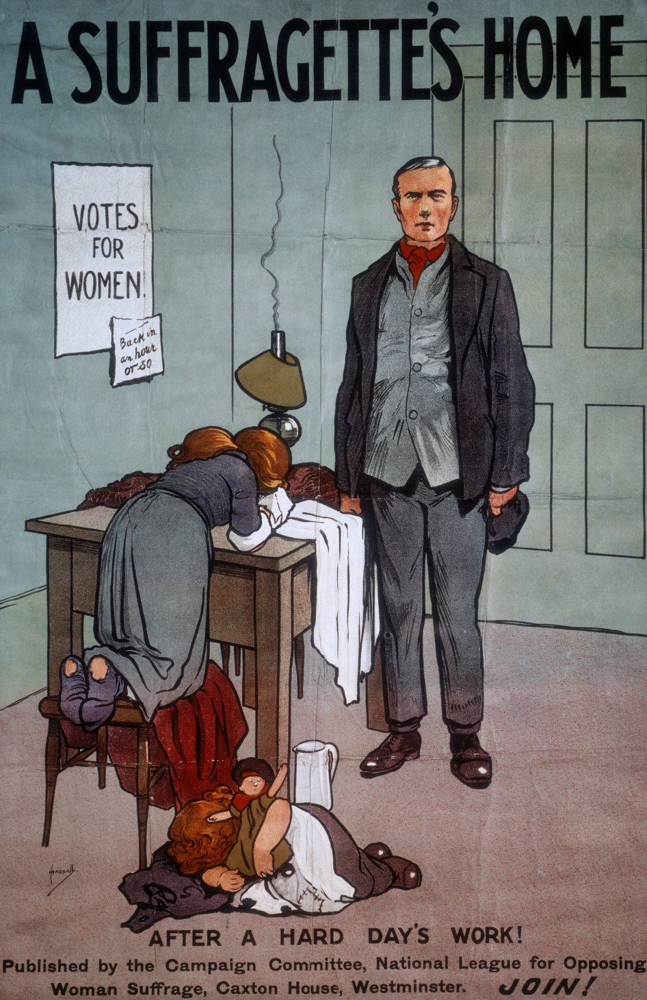 A SUFFRAGETTE'S HOME
VOTES
FOR
WOMEN!
Back in
an hour
or so
HASSALL.
AFTER A HARD DAY'S WORK!
Published by the Campaign Committee, National League for Opposing
Woman Suffrage, Caxton House, Westminster. JOIN!